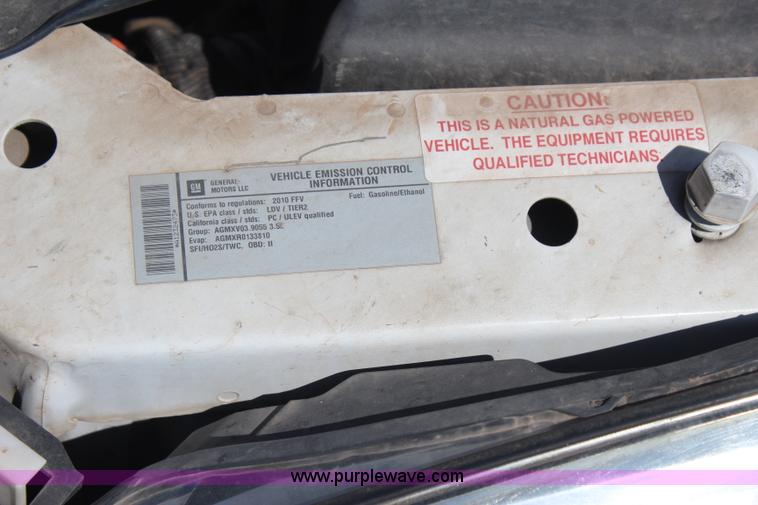 CAUTION:
THIS IS A NATURAL GAS POWERED
VEHICLE. THE EQUIPMENT REQUIRES
QUALIFIED TECHNICIANS.
GM
GENERAL
MOTORS LLC
VEHICLE EMISSION CONTROL
INFORMATION
Conforms to regulations: 2010 FFV
Fuel: Gasoline/Ethanol
U.S. EPA class / stds: LDV / TIER2
California class / stds: PC / ULEV qualified
Group: AGMXV03.9055 3.5L
Evap: AGMXR0133810
SFI/HO2S/TWC, OBD: II
www.purplewave.com